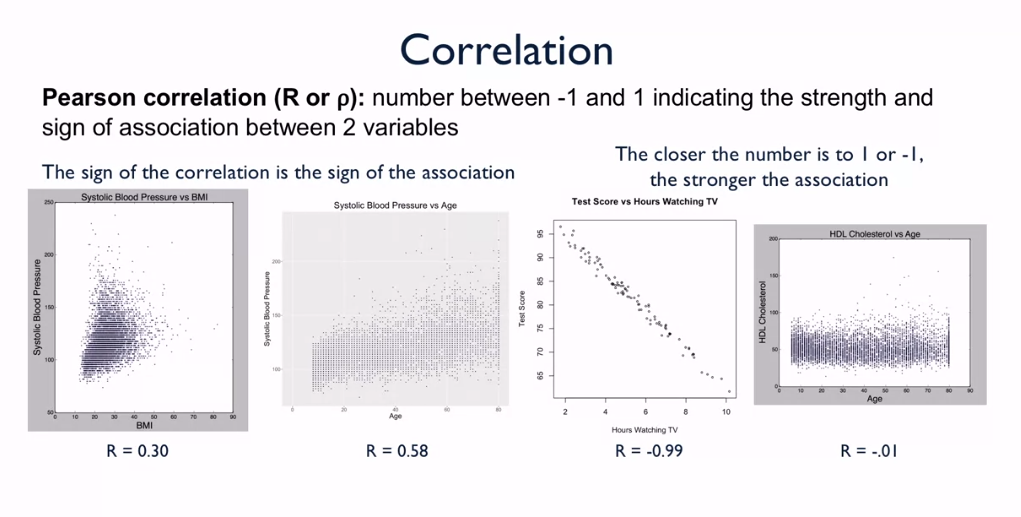 Correlation
Pearson correlation (R or ρ): number between -1 and 1 indicating the strength and
sign of association between 2 variables
The sign of the correlation is the sign of the association
The closer the number is to 1 or -1,
the stronger the association
Systolic Blood Pressure vs BMI
Systolic Blood Pressure
250
200
150
100
50
0 10 20 30 40 50 60 70 80 90
BMI
R = 0.30
Systolic Blood Pressure vs Age
Systolic Blood Pressure
200
150
100
0 20 40 60 80
Age
R = 0.58
Test Score vs Hours Watching TV
Test Score
95
90
85
80
75
70
65
2 4 6 8 10
Hours Watching TV
R = -0.99
HDL Cholesterol vs Age
HDL Cholesterol
200
150
100
50
0
0 10 20 30 40 50 60 70 80 90
Age
R = -.01